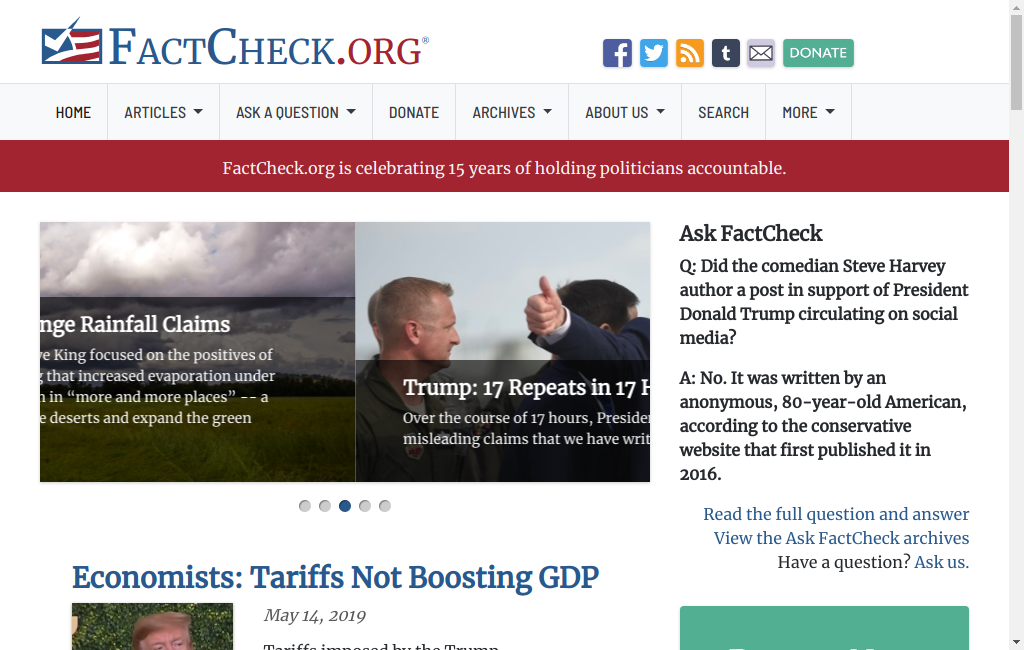 FACTCHECK.ORG®
f
t
DONATE
HOME
ARTICLES
ASK A QUESTION
DONATE
ARCHIVES
ABOUT US
SEARCH
MORE
FactCheck.org is celebrating 15 years of holding politicians accountable.
nge Rainfall Claims
ve King focused on the positives of
that increased evaporation under
n in “more and more places” -- a
e deserts and expand the green
Trump: 17 Repeats in 17 H
Over the course of 17 hours, Presiden
misleading claims that we have writ
Economists: Tariffs Not Boosting GDP
May 14, 2019
Tariffs imposed by the Trump
Ask FactCheck
Q: Did the comedian Steve Harvey
author a post in support of President
Donald Trump circulating on social
media?
A: No. It was written by an
anonymous, 80-year-old American,
according to the conservative
website that first published it in
2016.
Read the full question and answer
View the Ask FactCheck archives
Have a question? Ask us.